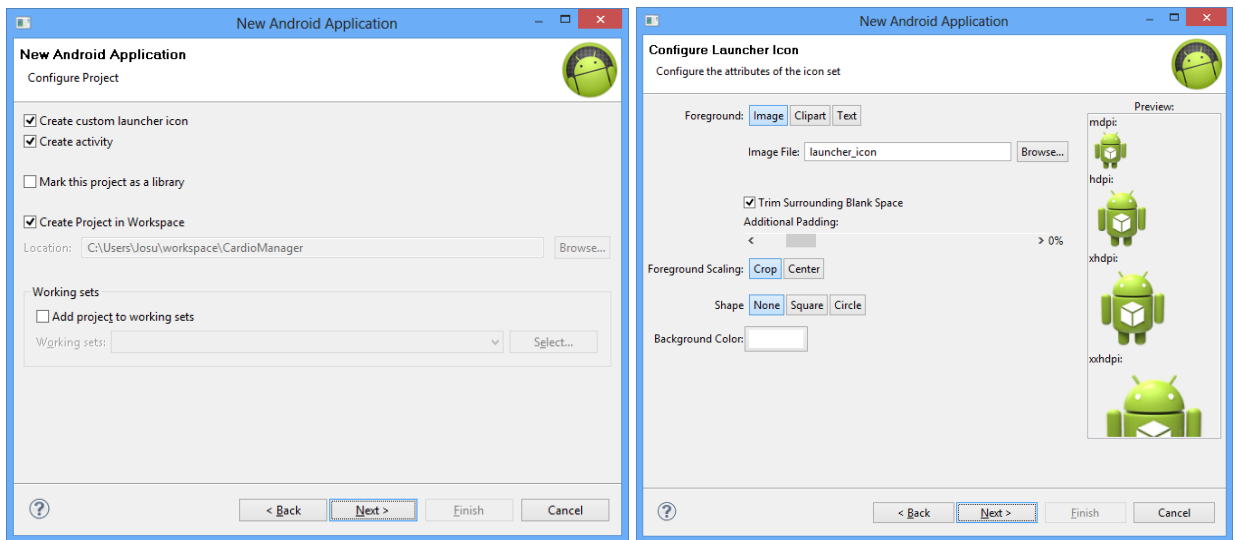 New Android Application
New Android Application
Configure Project
Create custom launcher icon
Create activity
Mark this project as a library
Create Project in Workspace
Location: C:\Users\Josu\workspace\CardioManager Browse...
Working sets
Add project to working sets
Working sets: Select...
< Back Next > Finish Cancel
New Android Application
Configure Launcher Icon
Configure the attributes of the icon set
Foreground: Image Clipart Text
Image File: launcher_icon Browse...
Trim Surrounding Blank Space
Additional Padding:
< > 0%
Foreground Scaling: Crop Center
Shape None Square Circle
Background Color:
Preview:
mdpi:
hdpi:
xhdpi:
xxhdpi:
< Back Next > Finish Cancel